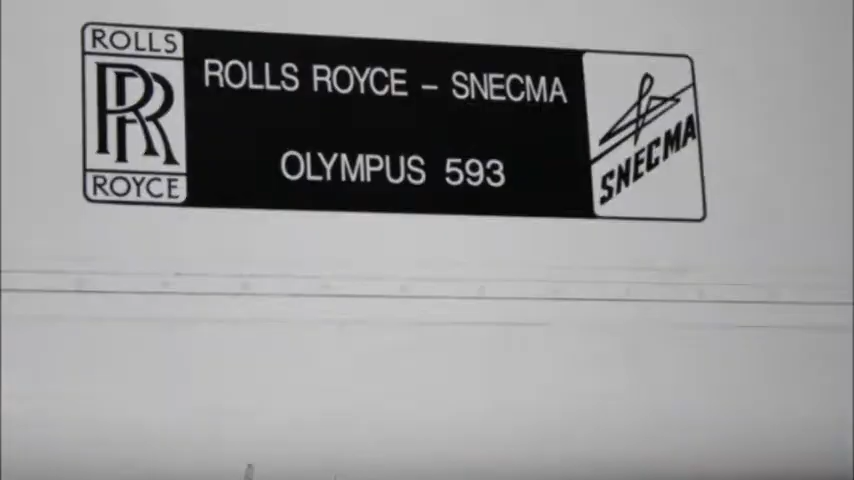 ROLLS
RR
ROYCE
ROLLS ROYCE - SNECMA
OLYMPUS 593
SNECMA